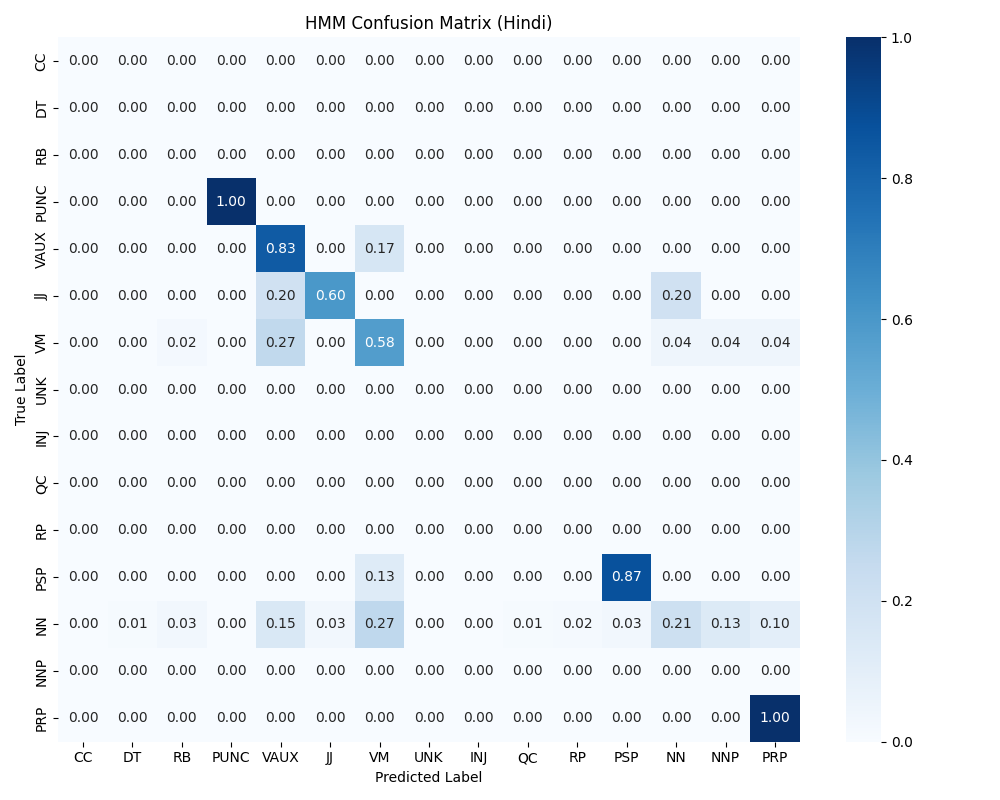 HMM Confusion Matrix (Hindi)
CC 0.00 0.00 0.00 0.00 0.00 0.00 0.00 0.00 0.00 0.00 0.00 0.00 0.00 0.00 0.00
DT 0.00 0.00 0.00 0.00 0.00 0.00 0.00 0.00 0.00 0.00 0.00 0.00 0.00 0.00 0.00
RB 0.00 0.00 0.00 0.00 0.00 0.00 0.00 0.00 0.00 0.00 0.00 0.00 0.00 0.00 0.00
PUNC 0.00 0.00 0.00 1.00 0.00 0.00 0.00 0.00 0.00 0.00 0.00 0.00 0.00 0.00 0.00
VAUX 0.00 0.00 0.00 0.00 0.83 0.00 0.17 0.00 0.00 0.00 0.00 0.00 0.00 0.00 0.00
JJ 0.00 0.00 0.00 0.00 0.20 0.60 0.00 0.00 0.00 0.00 0.00 0.00 0.20 0.00 0.00
VM 0.00 0.00 0.02 0.00 0.27 0.00 0.58 0.00 0.00 0.00 0.00 0.00 0.04 0.04 0.04
UNK 0.00 0.00 0.00 0.00 0.00 0.00 0.00 0.00 0.00 0.00 0.00 0.00 0.00 0.00 0.00
INJ 0.00 0.00 0.00 0.00 0.00 0.00 0.00 0.00 0.00 0.00 0.00 0.00 0.00 0.00 0.00
QC 0.00 0.00 0.00 0.00 0.00 0.00 0.00 0.00 0.00 0.00 0.00 0.00 0.00 0.00 0.00
RP 0.00 0.00 0.00 0.00 0.00 0.00 0.00 0.00 0.00 0.00 0.00 0.00 0.00 0.00 0.00
PSP 0.00 0.00 0.00 0.00 0.00 0.00 0.13 0.00 0.00 0.00 0.00 0.87 0.00 0.00 0.00
NN 0.00 0.01 0.03 0.00 0.15 0.03 0.27 0.00 0.00 0.01 0.02 0.03 0.21 0.13 0.10
NNP 0.00 0.00 0.00 0.00 0.00 0.00 0.00 0.00 0.00 0.00 0.00 0.00 0.00 0.00 0.00
PRP 0.00 0.00 0.00 0.00 0.00 0.00 0.00 0.00 0.00 0.00 0.00 0.00 0.00 0.00 1.00
CC DT RB PUNC VAUX JJ VM UNK INJ QC RP PSP NN NNP PRP
Predicted Label
True Label
1.0
0.8
0.6
0.4
0.2
0.0